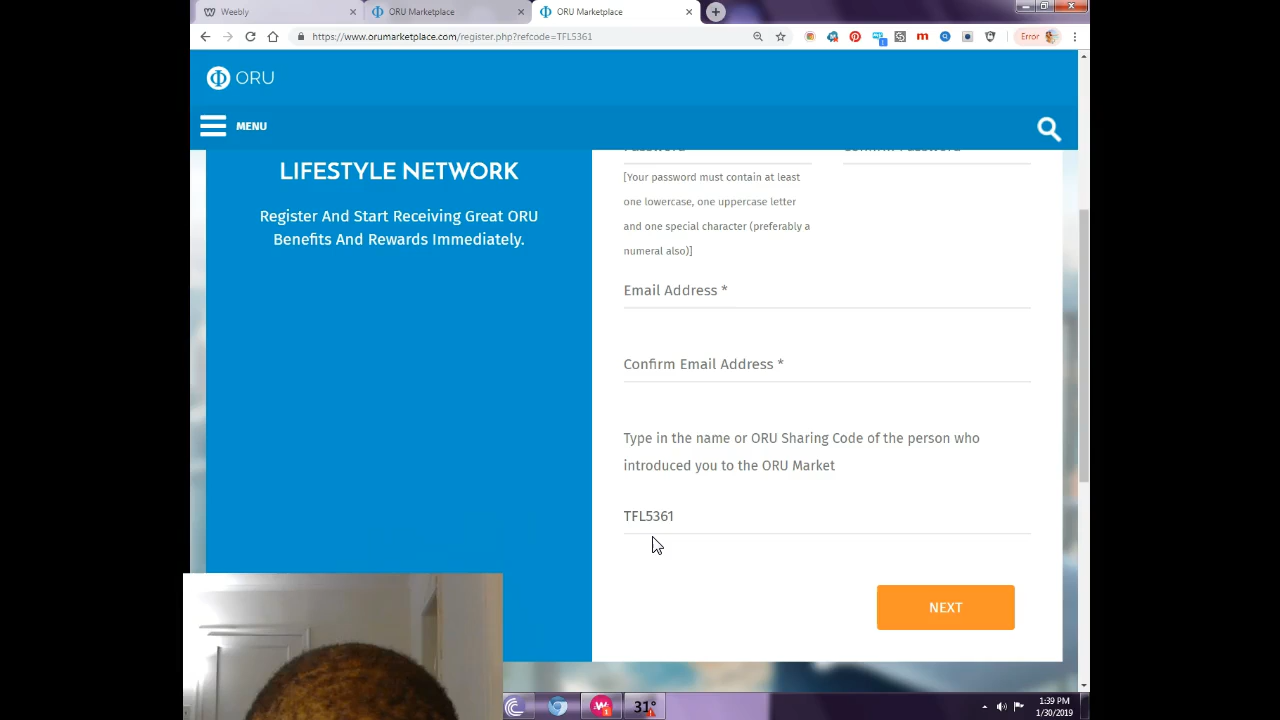 Weebly
ORU Marketplace
ORU Marketplace
https://www.orumarketplace.com/register.php?refcode=TFL5361
Error
ORU
MENU
LIFESTYLE NETWORK
Register And Start Receiving Great ORU
Benefits And Rewards Immediately.
[Your password must contain at least
one lowercase, one uppercase letter
and one special character (preferably a
numeral also)]
Email Address *
Confirm Email Address *
Type in the name or ORU Sharing Code of the person who
introduced you to the ORU Market
TFL5361
NEXT
31°
1:39 PM
1/30/2019